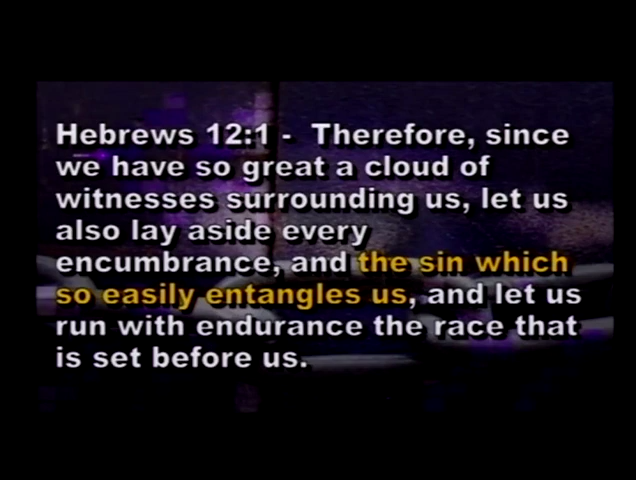 Hebrews 12:1 -  Therefore, since
we have so great a cloud of
witnesses surrounding us, let us
also lay aside every
encumbrance, and the sin which
so easily entangles us, and let us
run with endurance the race that
is set before us.